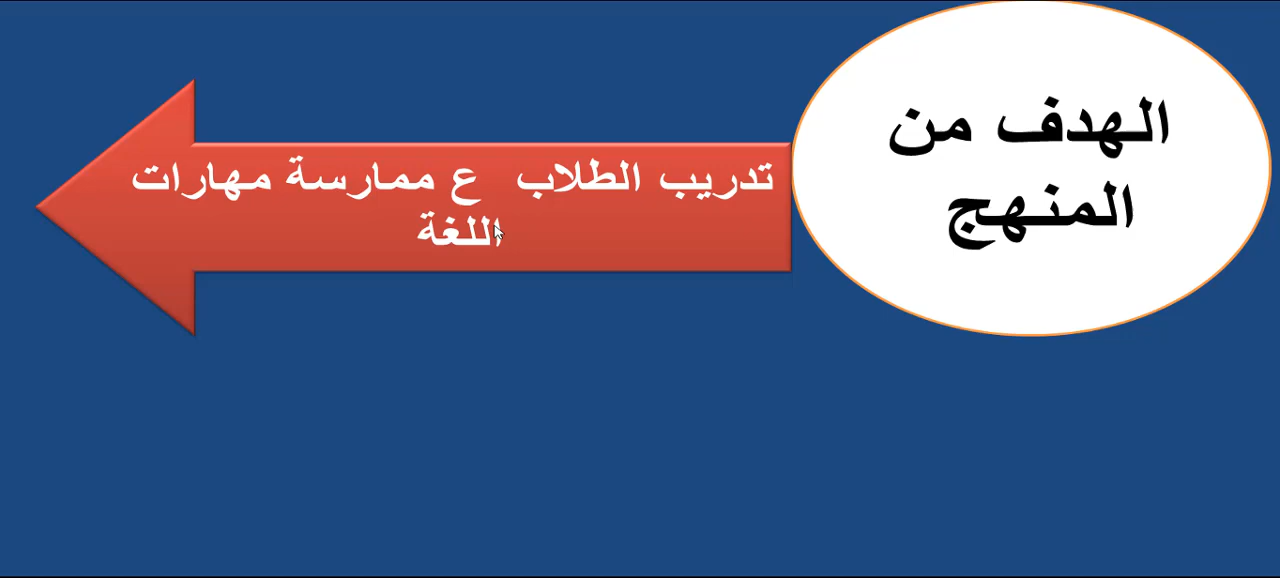 الهدف من
المنهج
تدريب الطلاب ع ممارسة مهارات
اللغة